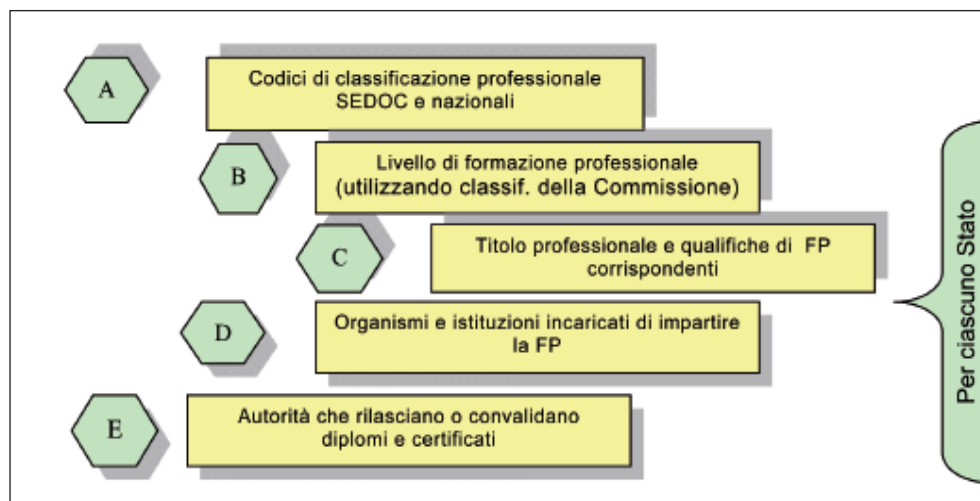 A
Codici di classificazione professionale
SEDOC e nazionali
B
Livello di formazione professionale
(utilizzando classif. della Commissione)
C
Titolo professionale e qualifiche di FP
corrispondenti
D
Organismi e istituzioni incaricati di impartire
la FP
E
Autorità che rilasciano o convalidano
diplomi e certificati
Per ciascuno Stato